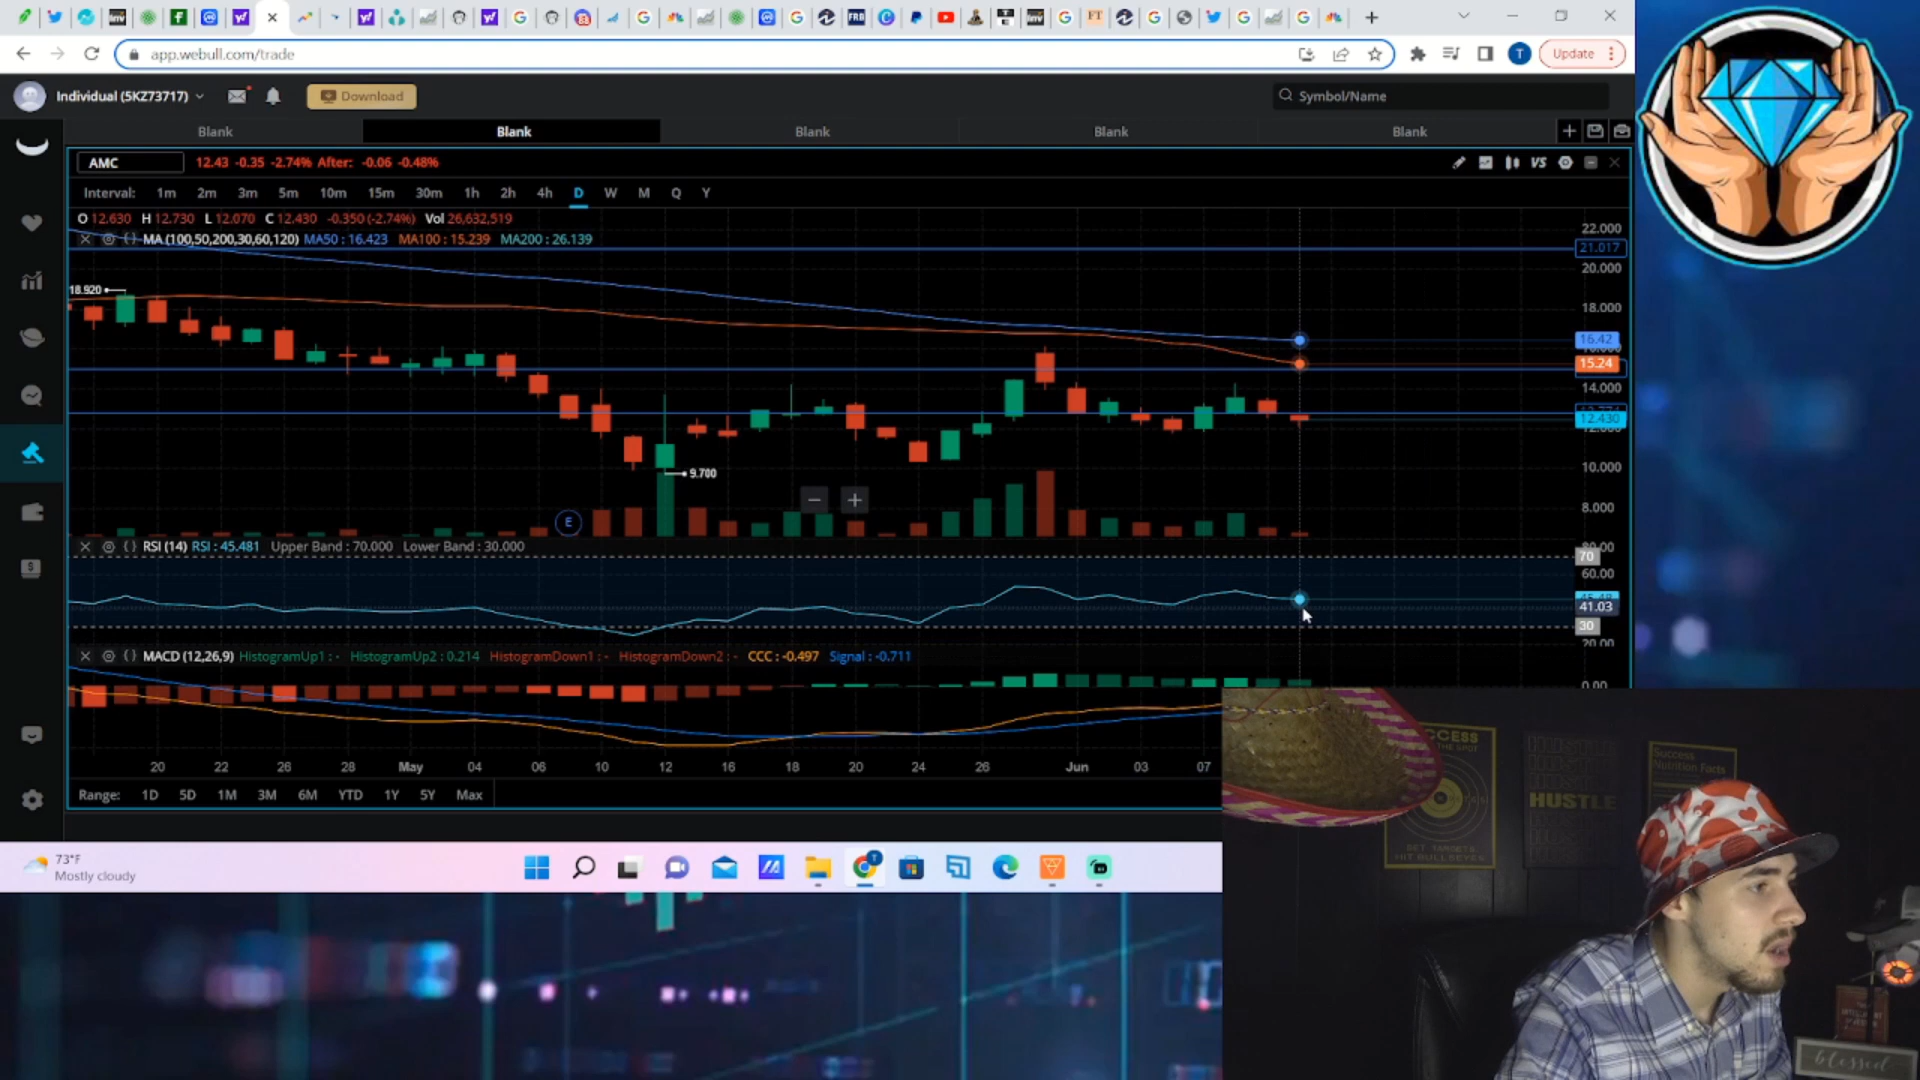 app.webull.com/trade
T
Update
Individual (5KZ73717)
Download
Symbol/Name
Blank
Blank
Blank
Blank
Blank
AMC
12.43 -0.35 -2.74% After: -0.06 -0.48%
VS
Interval: 1m 2m 3m 5m 10m 15m 30m 1h 2h 4h D W M Q Y
O 12.630 H 12.730 L 12.070 C 12.430 -0.350 (-2.74%) Vol 26,632,519
MA (100,50,200,30,60,120) MA50 : 16.423 MA100 : 15.239 MA200 : 26.139
22.000
21.017
20.000
18.920
18.000
16.42
15.24
14.000
12.430
10.000
9.700
8.000
E
RSI (14) RSI : 45.481 Upper Band : 70.000 Lower Band : 30.000
70
60.00
41.03
30
MACD (12,26,9) HistogramUp1 : - HistogramUp2 : 0.214 HistogramDown1 : - HistogramDown2 : - CCC : -0.497 Signal : -0.711
0.00
20 22 26 28 May 04 06 10 12 16 18 20 24 26 Jun 03 07
Range: 1D 5D 1M 3M 6M YTD 1Y 5Y Max
73°F
Mostly cloudy
Success
Nutrition Facts
HUSTLE
blessed